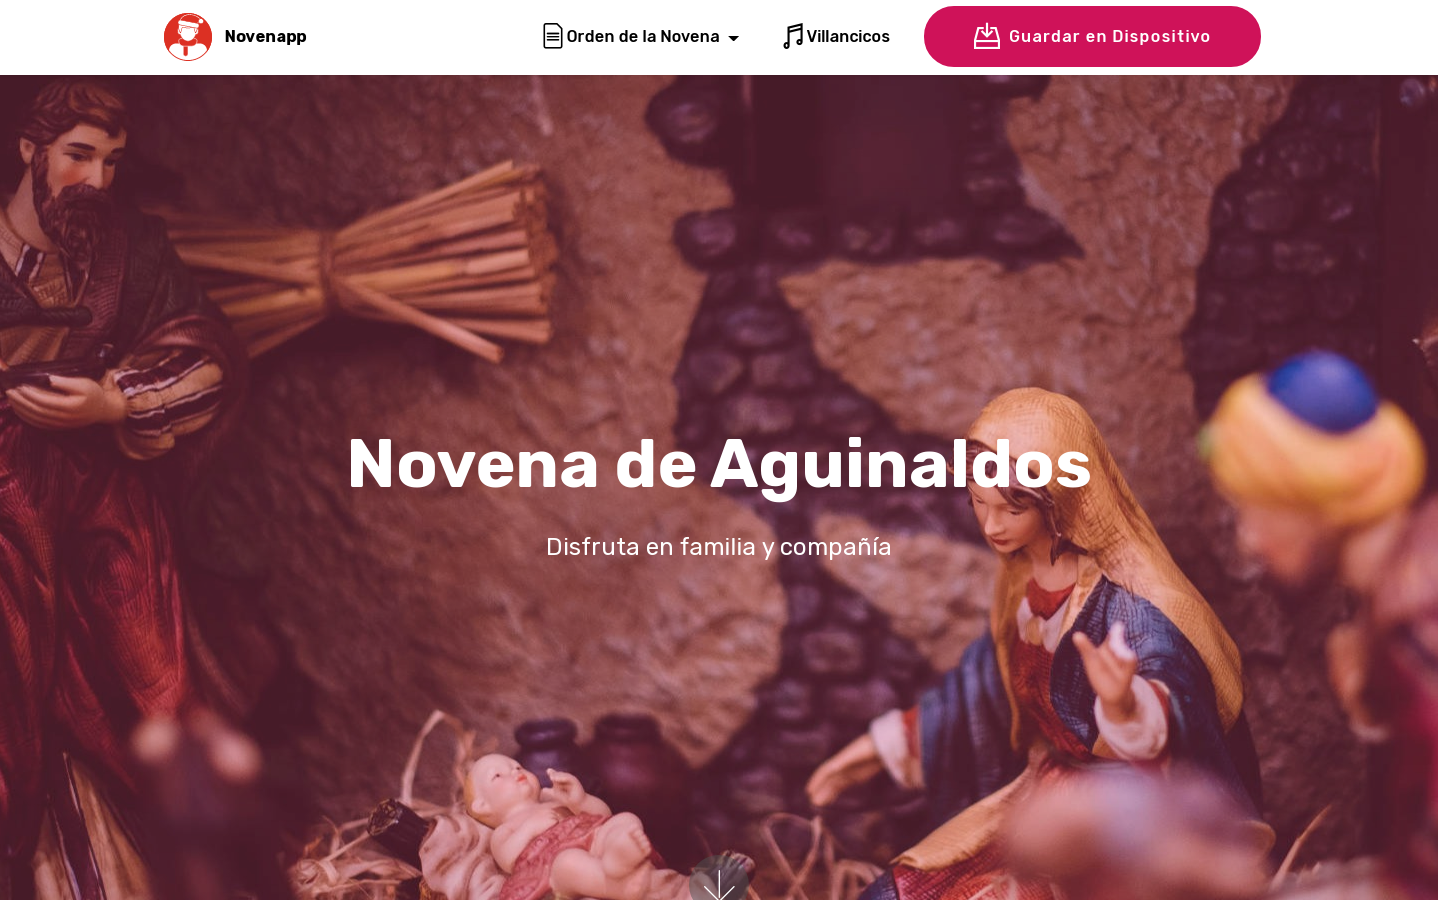 Novenapp
Orden de la Novena
Villancicos
Guardar en Dispositivo
Novena de Aguinaldos
Disfruta en familia y compañía